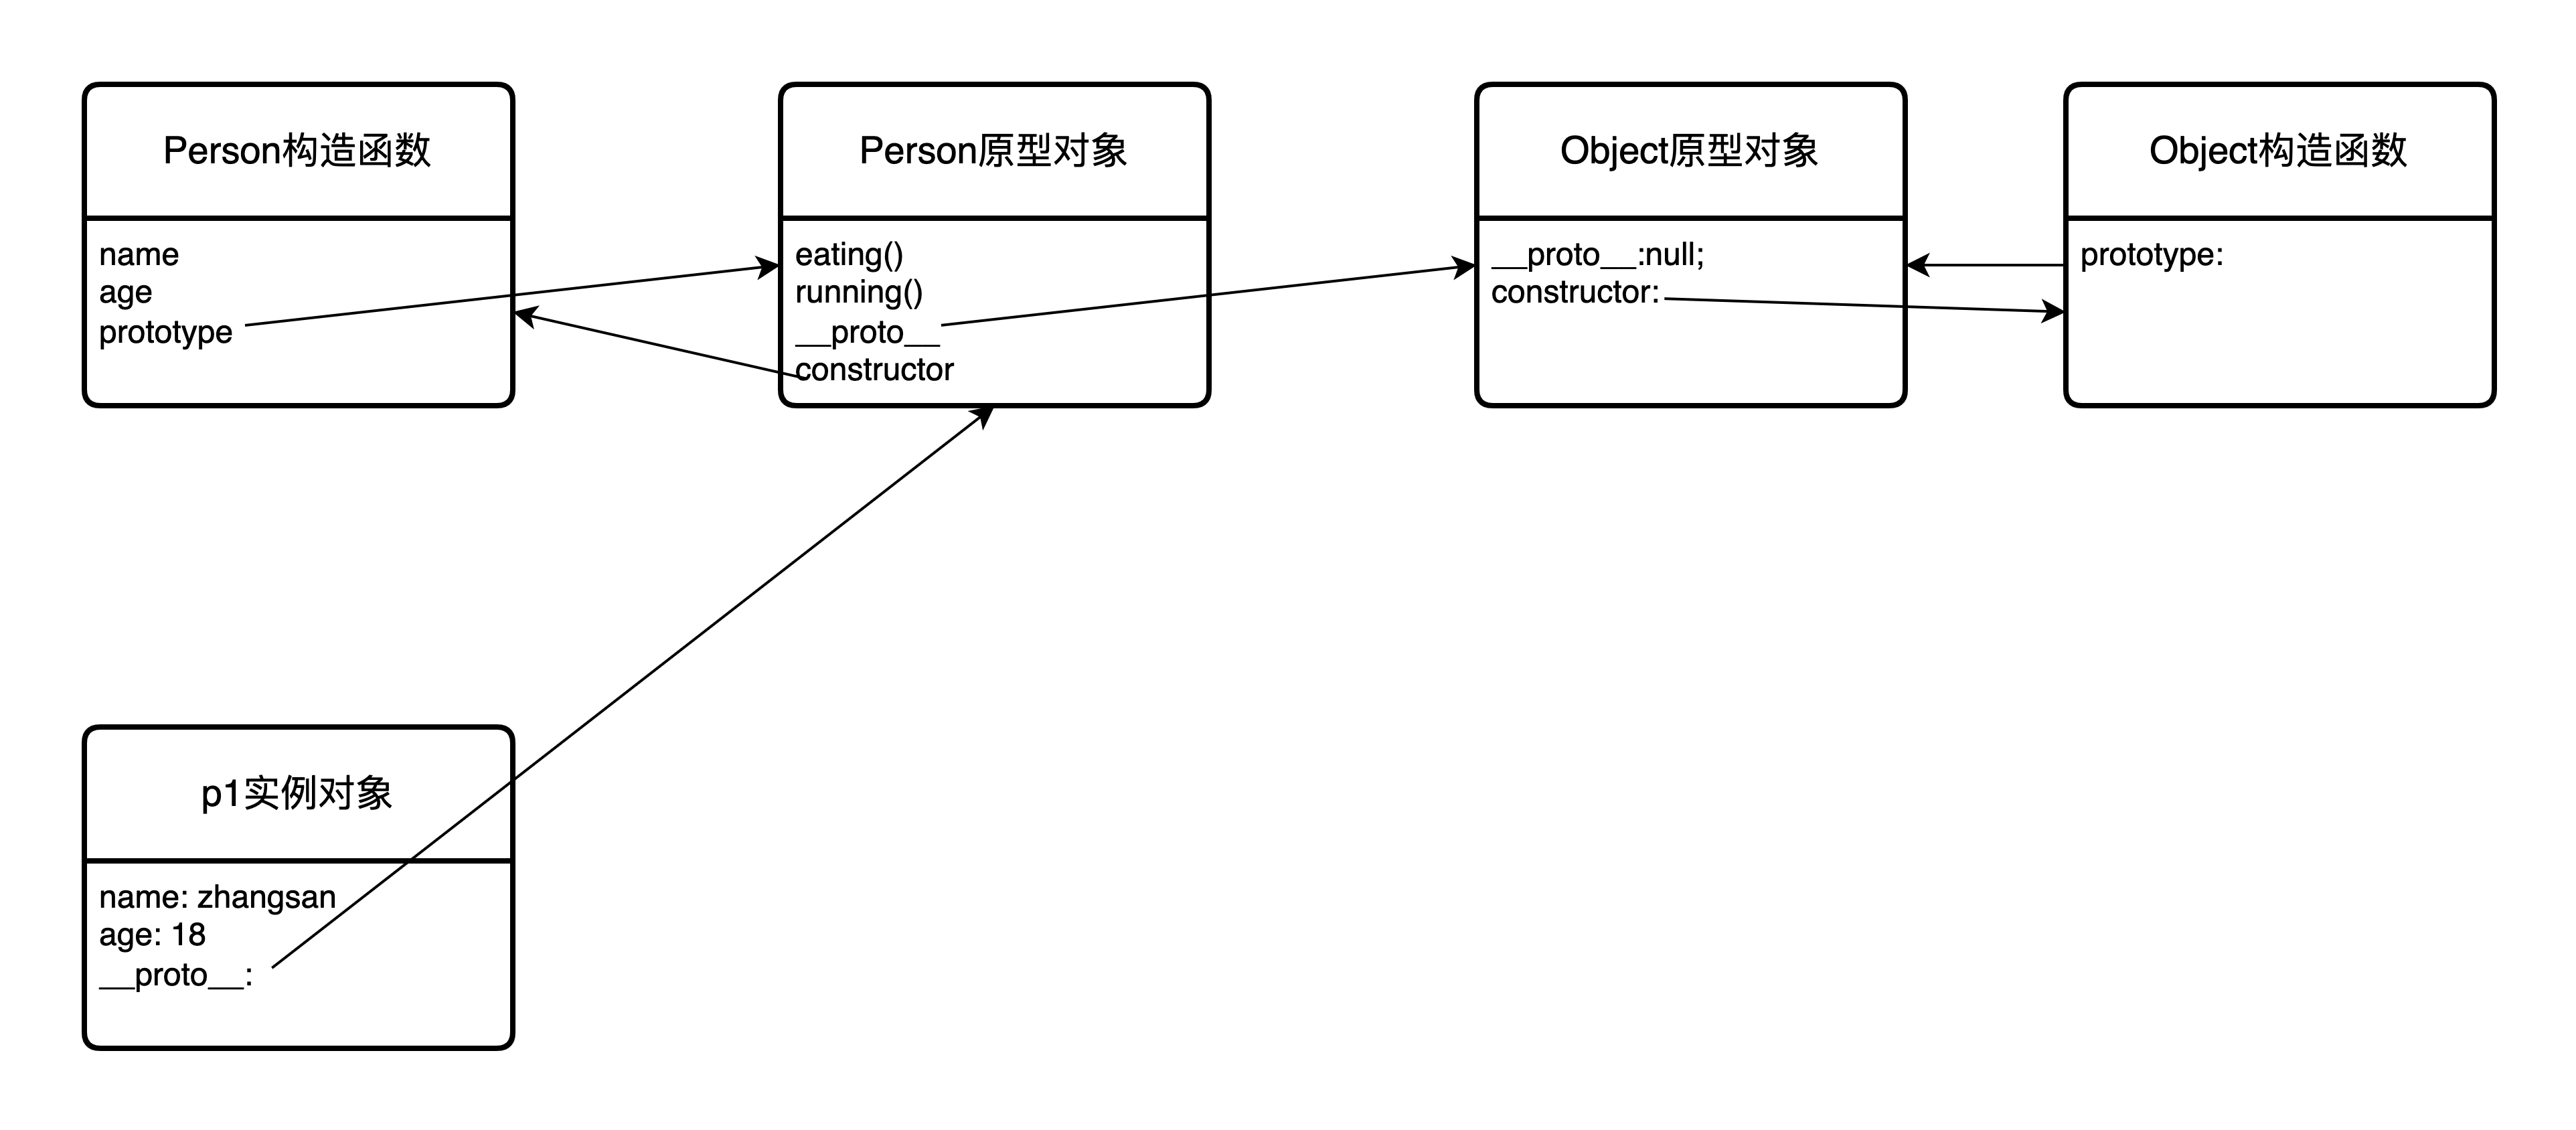 Person构造函数
name
age
prototype
Person原型对象
eating()
running()
__proto__
constructor
Object原型对象
__proto__:null;
constructor:
Object构造函数
prototype:
p1实例对象
name: zhangsan
age: 18
__proto__: